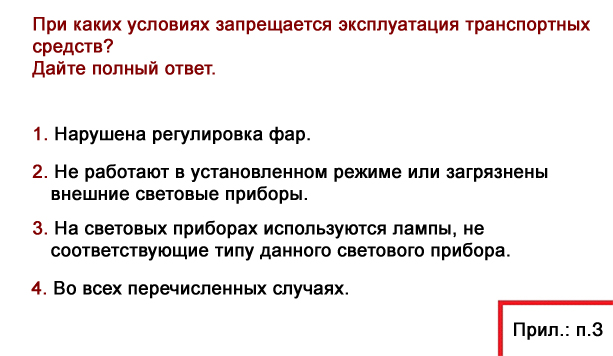 При каких условиях запрещается эксплуатация транспортных
средств?
Дайте полный ответ.
1. Нарушена регулировка фар.
2. Не работают в установленном режиме или загрязнены
внешние световые приборы.
3. На световых приборах используются лампы, не
соответствующие типу данного светового прибора.
4. Во всех перечисленных случаях.
Прил.: п.3